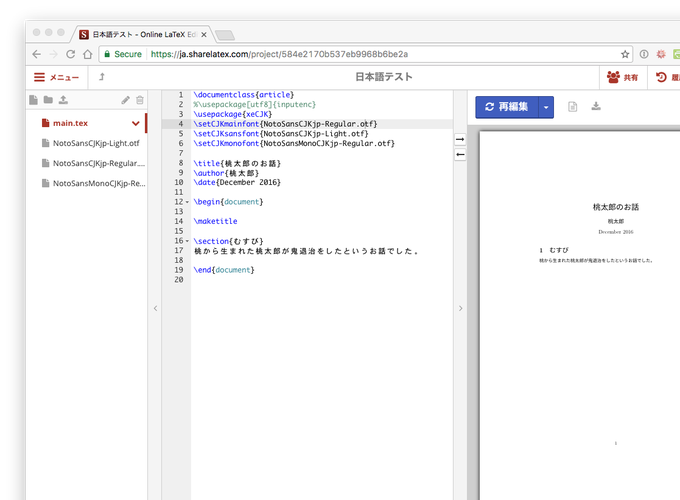 日本語テスト - Online LaTeX Ed
Secure https://ja.sharelatex.com/project/584e2170b537eb9968b6be2a
メニュー
日本語テスト
共有
main.tex
NotoSansCJKjp-Light.otf
NotoSansCJKjp-Regular....
NotoSansMonoCJKjp-Re...
1 \documentclass{article}
2 %\usepackage[utf8]{inputenc}
3 \usepackage{xeCJK}
4 \setCJKmainfont{NotoSansCJKjp-Regular.otf}
5 \setCJKsansfont{NotoSansCJKjp-Light.otf}
6 \setCJKmonofont{NotoSansMonoCJKjp-Regular.otf}
7
8 \title{桃太郎のお話}
9 \author{桃太郎}
10 \date{December 2016}
11
12 \begin{document}
13
14 \maketitle
15
16 \section{むすび}
17 桃から生まれた桃太郎が鬼退治をしたというお話でした。
18
19 \end{document}
20
再編集
桃太郎のお話
桃太郎
December 2016
1 むすび
桃から生まれた桃太郎が鬼退治をしたというお話でした。
1